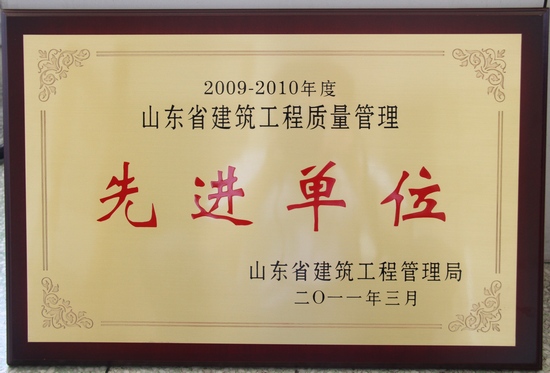 2009-2010年度
山东省建筑工程质量管理
先进单位
山东省建筑工程管理局
二〇一一年三月